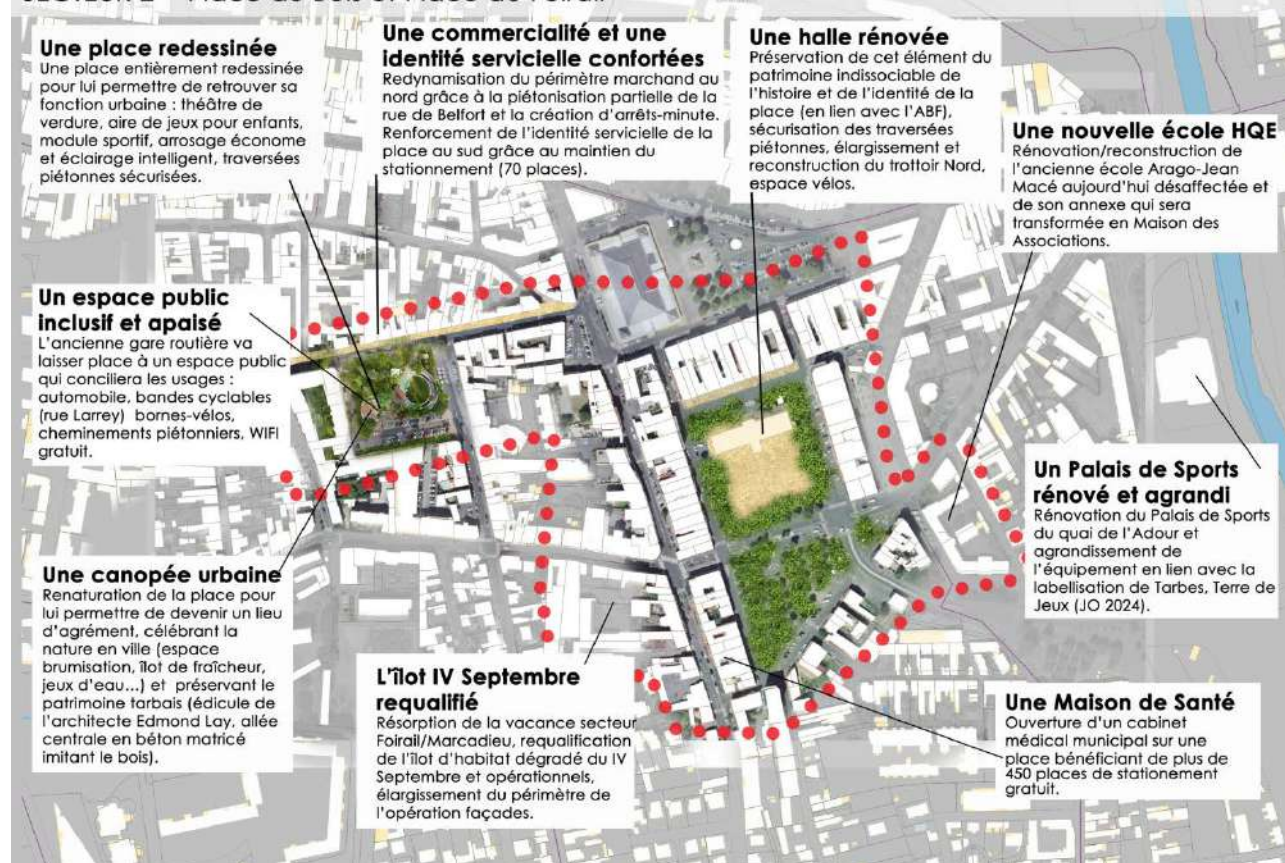 Une place redessinée
Une place entièrement redessinée
pour lui permettre de retrouver sa
fonction urbaine : théâtre de
verdure, aire de jeux pour enfants,
module sportif, arrosage économe
et éclairage intelligent, traversées
piétonnes sécurisées.
Une commercialité et une
identité servicielle confortées
Redynamisation du périmètre marchand au
nord grâce à la piétonisation partielle de la
rue de Belfort et la création d'arrêts-minute.
Renforcement de l'identité servicielle de la
place au sud grâce au maintien du
stationnement (70 places).
Une halle rénovée
Préservation de cet élément du
patrimoine indissociable de
l'histoire et de l'identité de la
place (en lien avec l'ABF),
sécurisation des traversées
piétonnes, élargissement et
reconstruction du trottoir Nord,
espace vélos.
Une nouvelle école HQE
Rénovation/reconstruction de
l'ancienne école Arago-Jean
Macé aujourd'hui désaffectée et
de son annexe qui sera
transformée en Maison des
Associations.
Un espace public
inclusif et apaisé
L'ancienne gare routière va
laisser place à un espace public
qui conciliera les usages :
automobile, bandes cyclables
(rue Larrey) bornes-vélos,
cheminements piétonniers, WIFI
gratuit.
Un Palais de Sports
rénové et agrandi
Rénovation du Palais de Sports
du quai de l'Adour et
agrandissement de
l'équipement en lien avec la
labellisation de Tarbes, Terre de
Jeux (JO 2024).
Une canopée urbaine
Renaturation de la place pour
lui permettre de devenir un lieu
d'agrément, célébrant la
nature en ville (espace
brumisation, îlot de fraîcheur,
jeux d'eau...) et préservant le
patrimoine tarbais (édicule de
l'architecte Edmond Lay, allée
centrale en béton matricé
imitant le bois).
L'îlot IV Septembre
requalifié
Résorption de la vacance secteur
Foirail/Marcadieu, requalification
de l'îlot d'habitat dégradé du IV
Septembre et opérationnels,
élargissement du périmètre de
l'opération façades.
Une Maison de Santé
Ouverture d'un cabinet
médical municipal sur une
place bénéficiant de plus de
450 places de stationement
gratuit.